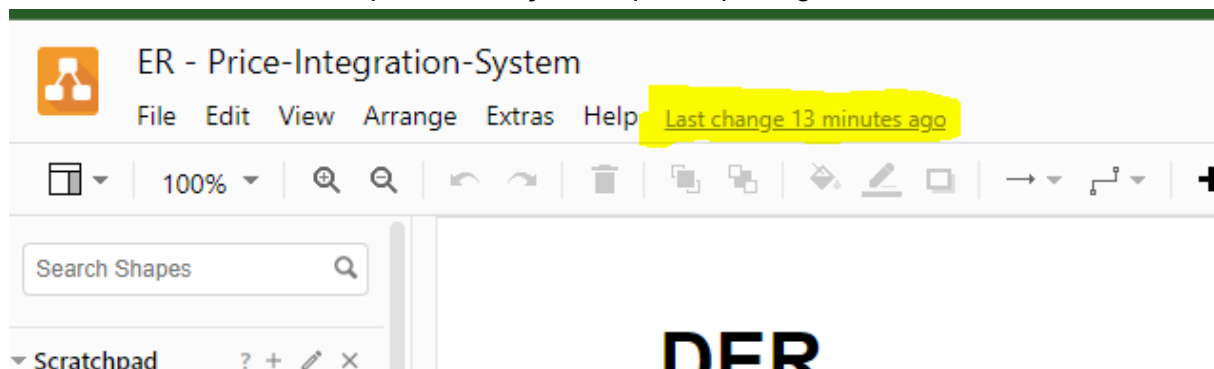 ER - Price-Integration-System
File Edit View Arrange Extras Help Last change 13 minutes ago
100%
Search Shapes
Scratchpad ? +
DER